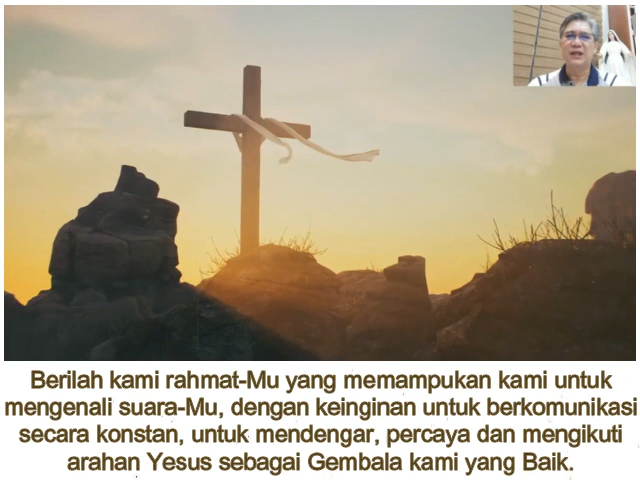 Berilah kami rahmat-Mu yang memampukan kami untuk
mengenali suara-Mu, dengan keinginan untuk berkomunikasi
secara konstan, untuk mendengar, percaya dan mengikuti
arahan Yesus sebagai Gembala kami yang Baik.